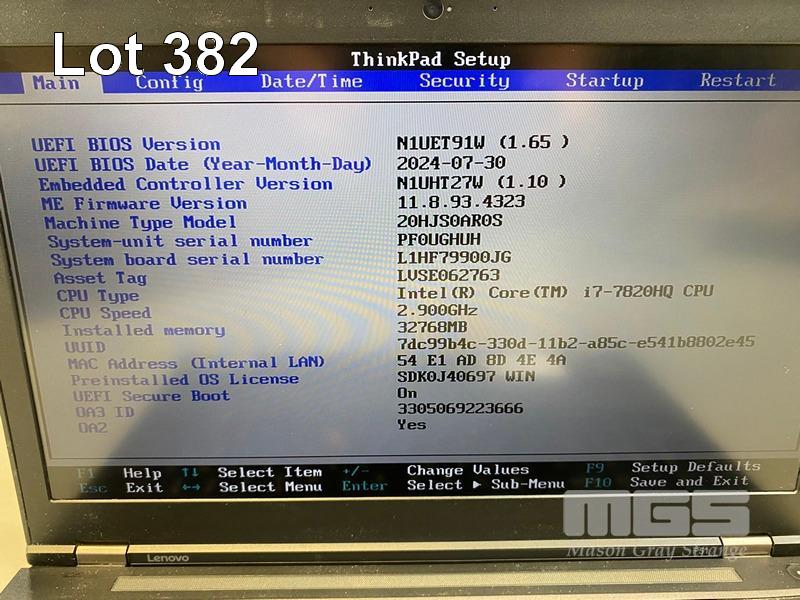 Lot 382
ThinkPad Setup
Main Config Date/Time Security Startup Restart
UEFI BIOS Version N1UET91W (1.65 )
UEFI BIOS Date (Year-Month-Day) 2024-07-30
Embedded Controller Version N1UHT27W (1.10 )
ME Firmware Version 11.8.93.4323
Machine Type Model 20HJS0AR0S
System-unit serial number PF0UGHUH
System board serial number L1HF79900JG
Asset Tag LVSE062763
CPU Type Intel(R) Core(TM) i7-7820HQ CPU
CPU Speed 2.900GHz
Installed memory 32768MB
UUID 7dc99b4c-330d-11b2-a85c-e541b8802e45
MAC Address (Internal LAN) 54 E1 AD 8D 4E 4A
Preinstalled OS License SDK0J40697 WIN
UEFI Secure Boot On
OA3 ID 3305069223666
OA2 Yes
F1 Help ↑↓ Select Item +/- Change Values F9 Setup Defaults
Esc Exit ↔ Select Menu Enter Select ▶ Sub-Menu F10 Save and Exit
MGS
Mason Gray Strange
Lenovo